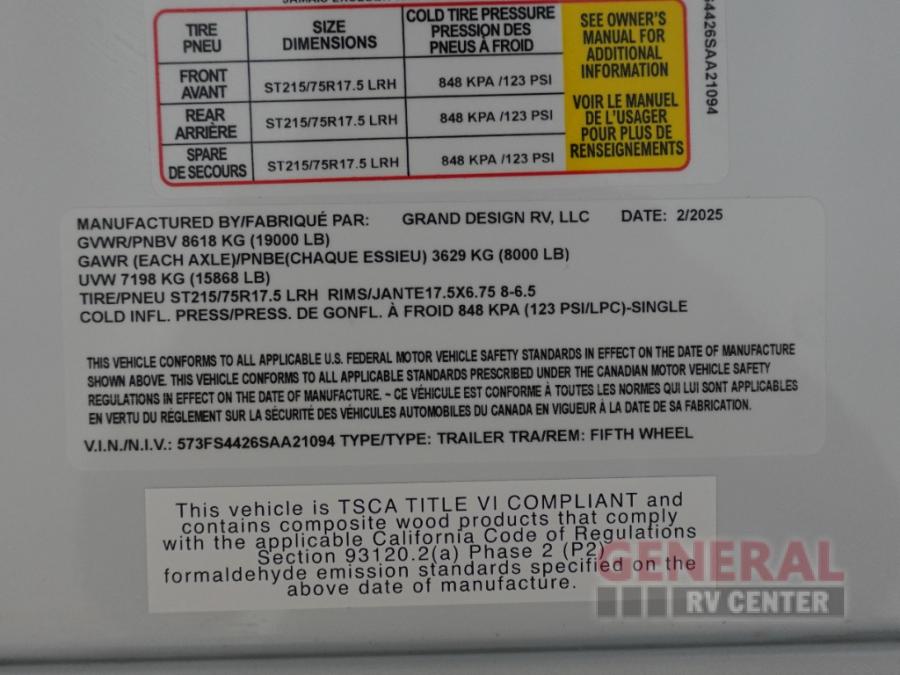 TIRE
PNEU
SIZE
DIMENSIONS
COLD TIRE PRESSURE
PRESSION DES
PNEUS À FROID
SEE OWNER'S
MANUAL FOR
ADDITIONAL
INFORMATION
VOIR LE MANUEL
DE L'USAGER
POUR PLUS DE
RENSEIGNEMENTS
FRONT
AVANT
ST215/75R17.5 LRH
848 KPA /123 PSI
REAR
ARRIÈRE
ST215/75R17.5 LRH
848 KPA /123 PSI
SPARE
DE SECOURS
ST215/75R17.5 LRH
848 KPA /123 PSI
S4426SAA21094
MANUFACTURED BY/FABRIQUÉ PAR: GRAND DESIGN RV, LLC DATE: 2/2025
GVWR/PNBV 8618 KG (19000 LB)
GAWR (EACH AXLE)/PNBE(CHAQUE ESSIEU) 3629 KG (8000 LB)
UVW 7198 KG (15868 LB)
TIRE/PNEU ST215/75R17.5 LRH RIMS/JANTE17.5X6.75 8-6.5
COLD INFL. PRESS/PRESS. DE GONFL. À FROID 848 KPA (123 PSI/LPC)-SINGLE
THIS VEHICLE CONFORMS TO ALL APPLICABLE U.S. FEDERAL MOTOR VEHICLE SAFETY STANDARDS IN EFFECT ON THE DATE OF MANUFACTURE
SHOWN ABOVE. THIS VEHICLE CONFORMS TO ALL APPLICABLE STANDARDS PRESCRIBED UNDER THE CANADIAN MOTOR VEHICLE SAFETY
REGULATIONS IN EFFECT ON THE DATE OF MANUFACTURE. ~ CE VÉHICULE EST CONFORME À TOUTES LES NORMES QUI LUI SONT APPLICABLES
EN VERTU DU RÉGLEMENT SUR LA SÉCURITÉ DES VÉHICULES AUTOMOBILES DU CANADA EN VIGUEUR À LA DATE DE SA FABRICATION.
V.I.N./N.I.V.: 573FS4426SAA21094 TYPE/TYPE: TRAILER TRA/REM: FIFTH WHEEL
This vehicle is TSCA TITLE VI COMPLIANT and
contains composite wood products that comply
with the applicable California Code of Regulations
Section 93120.2(a) Phase 2 (P2)
formaldehyde emission standards specified on the
above date of manufacture.
GENERAL
RV CENTER